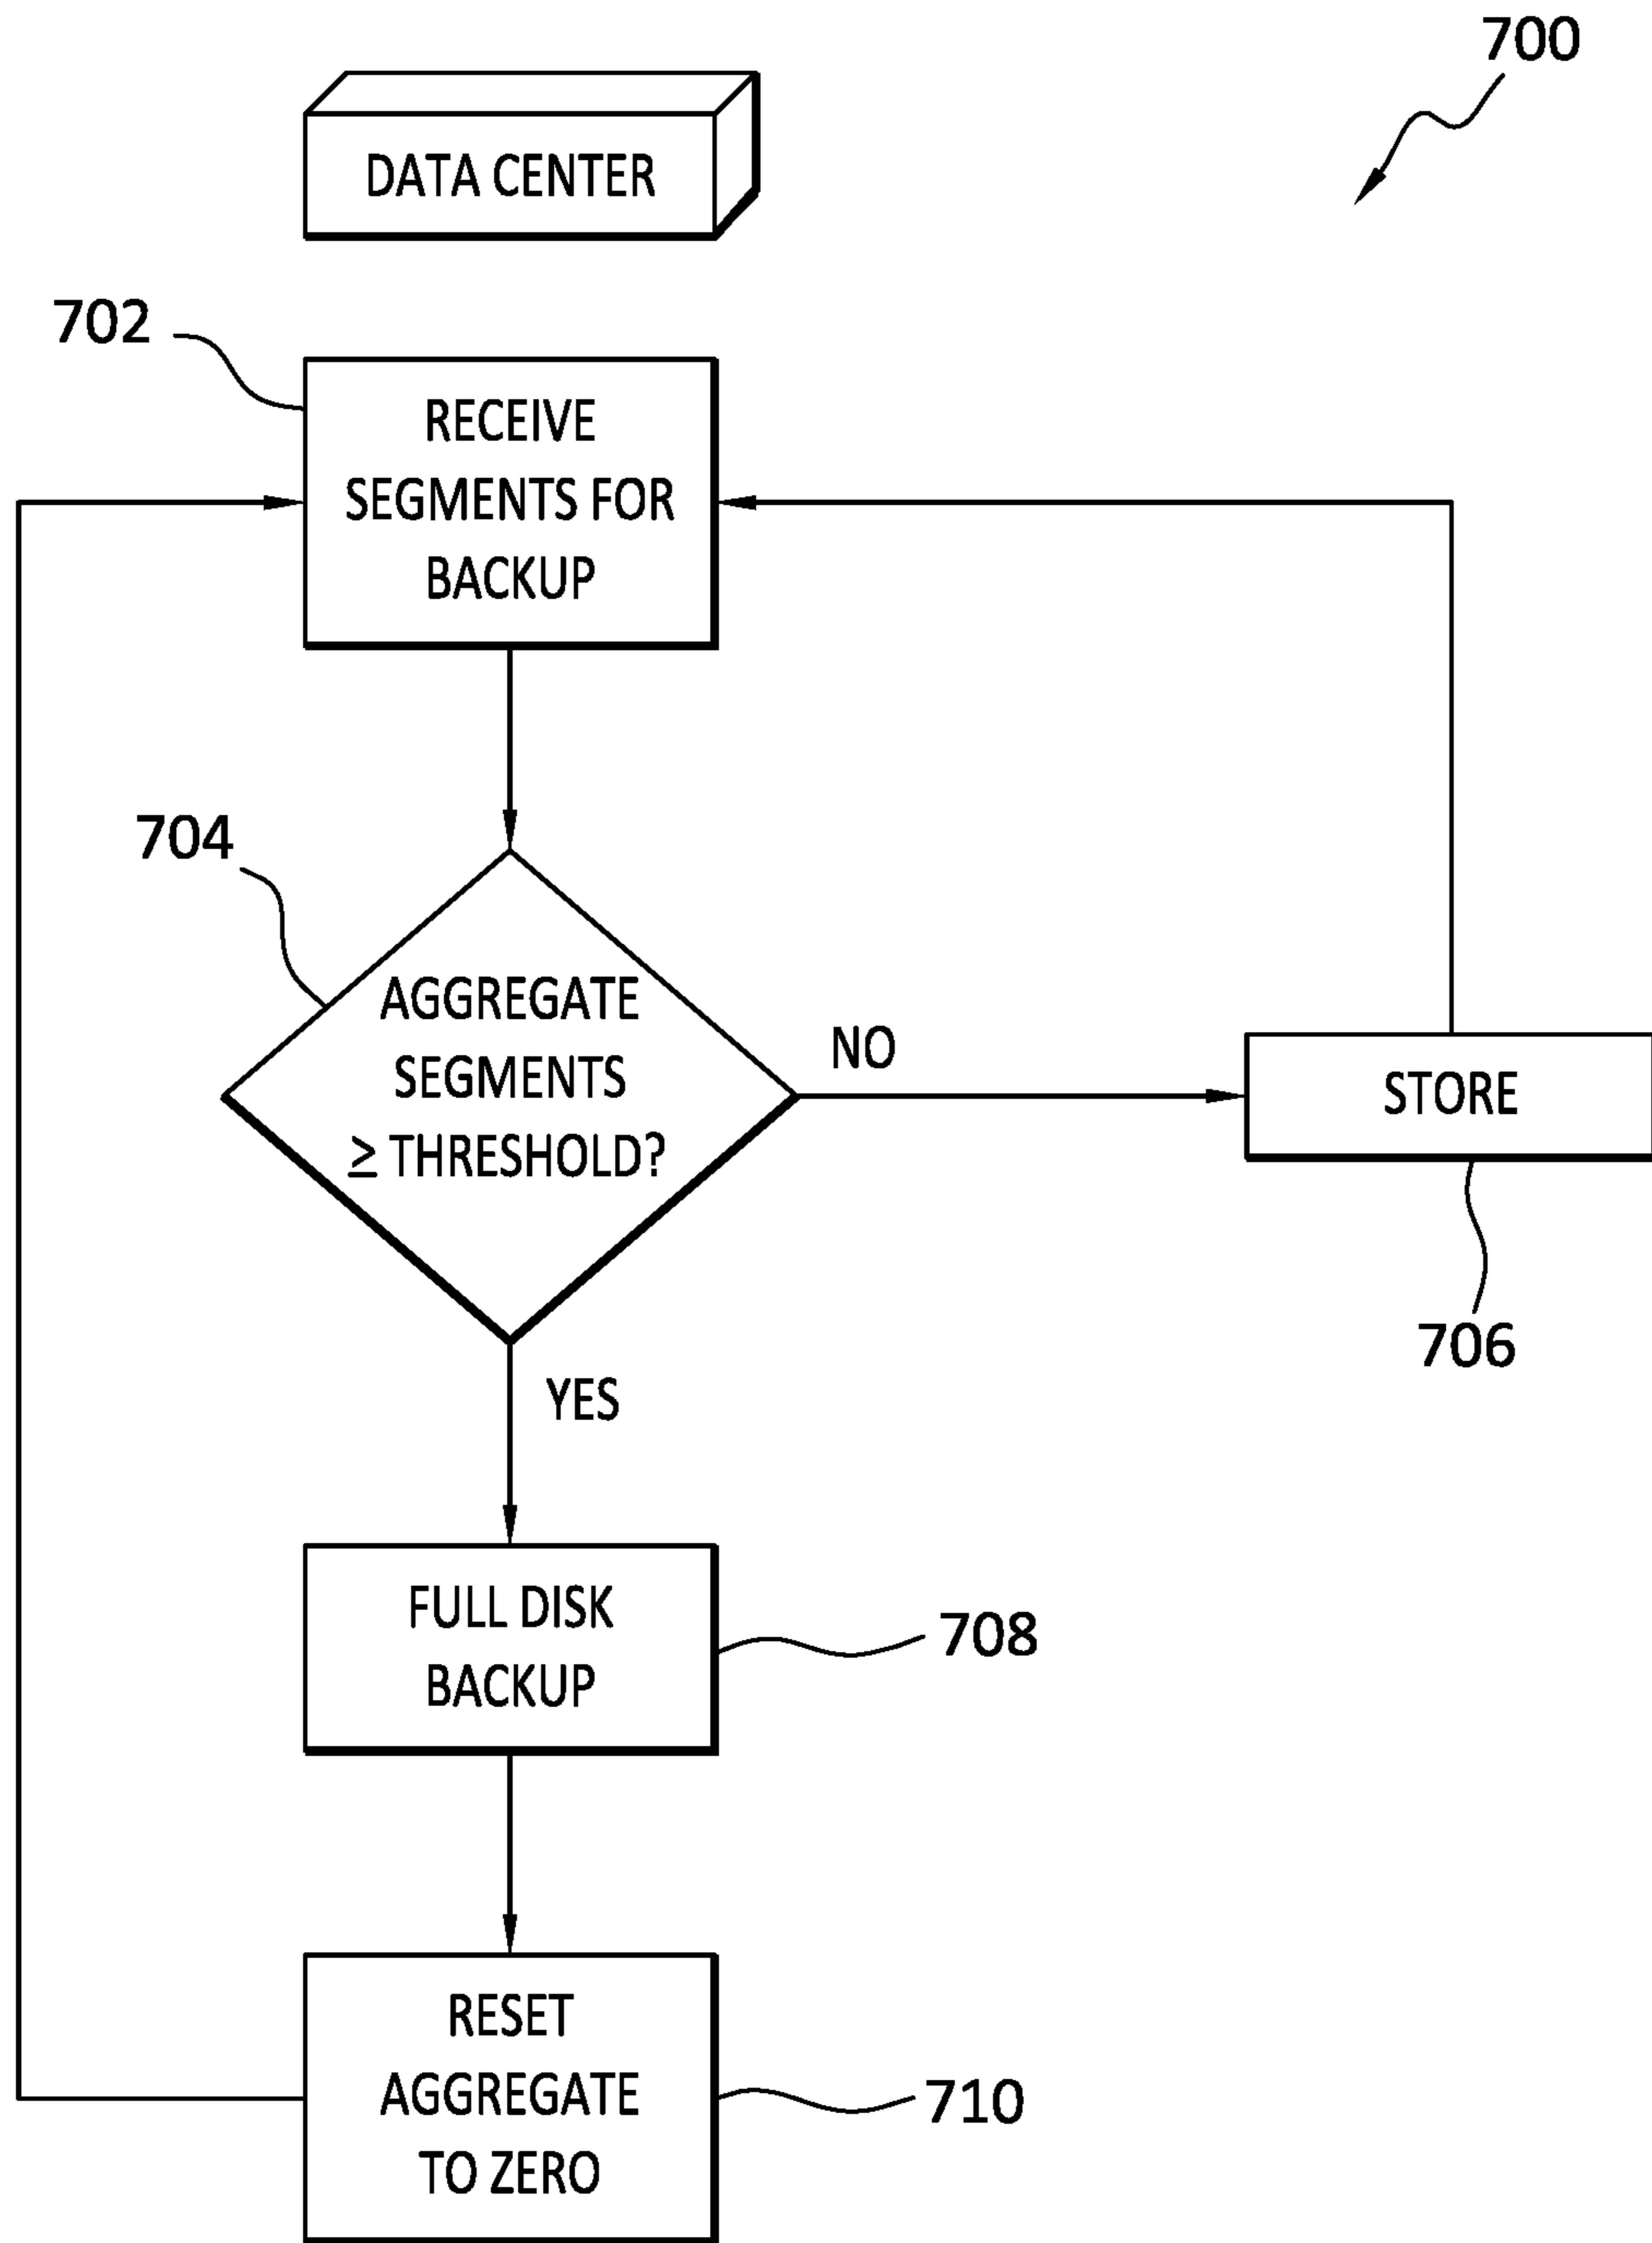 700
DATA CENTER
702
RECEIVE
SEGMENTS FOR
BACKUP
704
AGGREGATE
SEGMENTS
≥ THRESHOLD?
NO
STORE
706
YES
FULL DISK
BACKUP
708
RESET
AGGREGATE
TO ZERO
710